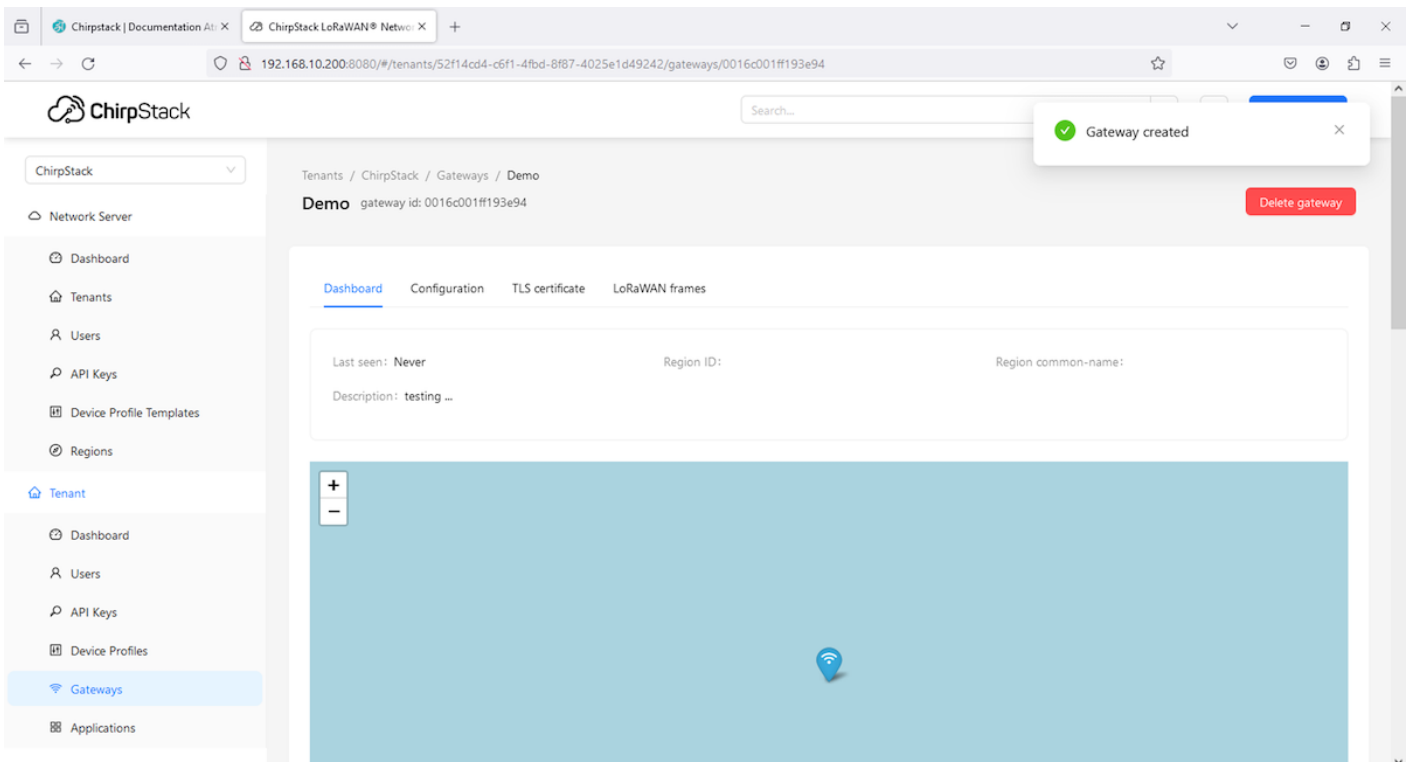 Chirpstack | Documentation At
ChirpStack LoRaWAN® Networ
192.168.10.200:8080/#/tenants/52f14cd4-c6f1-4fbd-8f87-4025e1d49242/gateways/0016c001ff193e94
ChirpStack
Search...
Gateway created
ChirpStack
Tenants / ChirpStack / Gateways / Demo
Demo gateway id: 0016c001ff193e94
Delete gateway
Network Server
Dashboard
Tenants
Users
API Keys
Device Profile Templates
Regions
Tenant
Dashboard
Users
API Keys
Device Profiles
Gateways
Applications
Dashboard Configuration TLS certificate LoRaWAN frames
Last seen: Never Region ID: Region common-name:
Description: testing ...
+
−